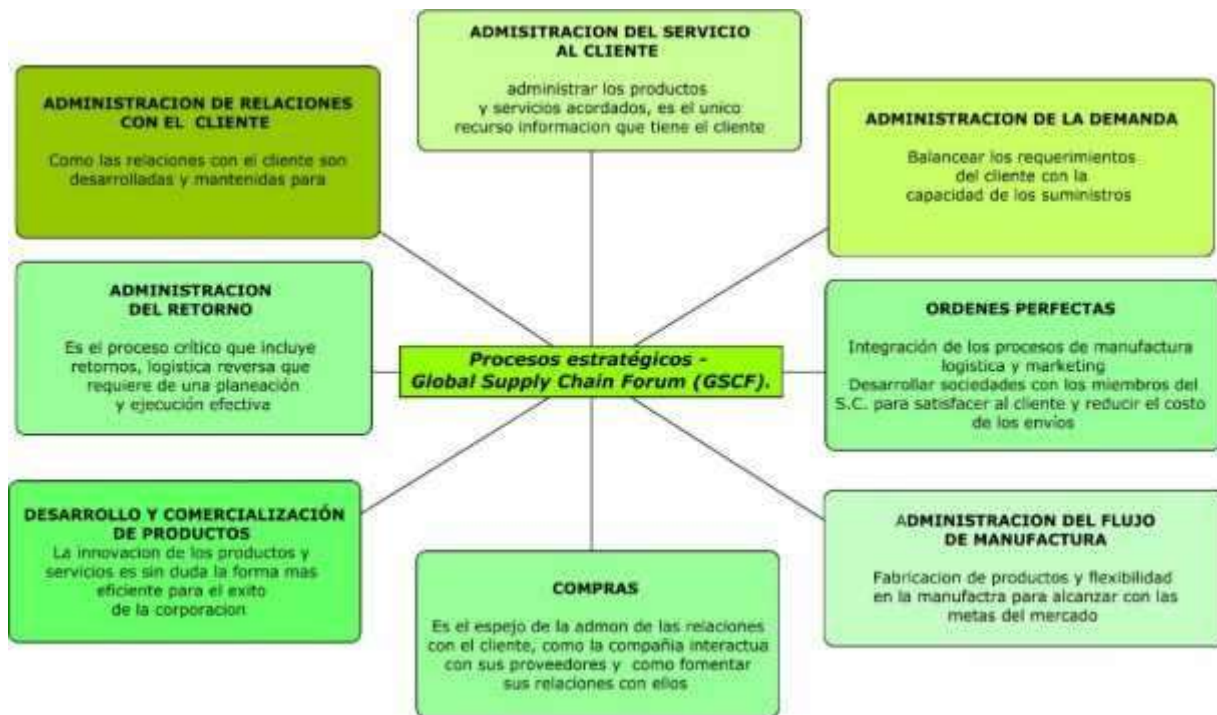 ADMISITRACION DEL SERVICIO
AL CLIENTE
administrar los productos
y servicios acordados, es el unico
recurso informacion que tiene el cliente
ADMINISTRACION DE RELACIONES
CON EL CLIENTE
Como las relaciones con el cliente son
desarrolladas y mantenidas para
ADMINISTRACION DE LA DEMANDA
Balancear los requerimientos
del cliente con la
capacidad de los suministros
ADMINISTRACION
DEL RETORNO
Es el proceso crítico que incluye
retornos, logística reversa que
requiere de una planeación
y ejecución efectiva
Procesos estratégicos -
Global Supply Chain Forum (GSCF).
ORDENES PERFECTAS
Integración de los procesos de manufactura
logística y marketing
Desarrollar sociedades con los miembros del
S.C. para satisfacer al cliente y reducir el costo
de los envíos
DESARROLLO Y COMERCIALIZACIÓN
DE PRODUCTOS
La innovacion de los productos y
servicios es sin duda la forma mas
eficiente para el exito
de la corporacion
COMPRAS
Es el espejo de la admon de las relaciones
con el cliente, como la compañia interactua
con sus proveedores y como fomentar
sus relaciones con ellos
ADMINISTRACION DEL FLUJO
DE MANUFACTURA
Fabricacion de productos y flexibilidad
en la manufactra para alcanzar con las
metas del mercado